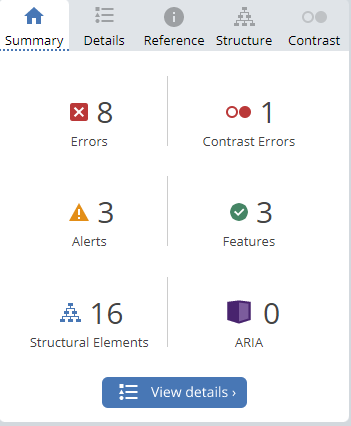 Summary Details Reference Structure Contrast
8 1
Errors Contrast Errors
3 3
Alerts Features
16 0
Structural Elements ARIA
View details ›